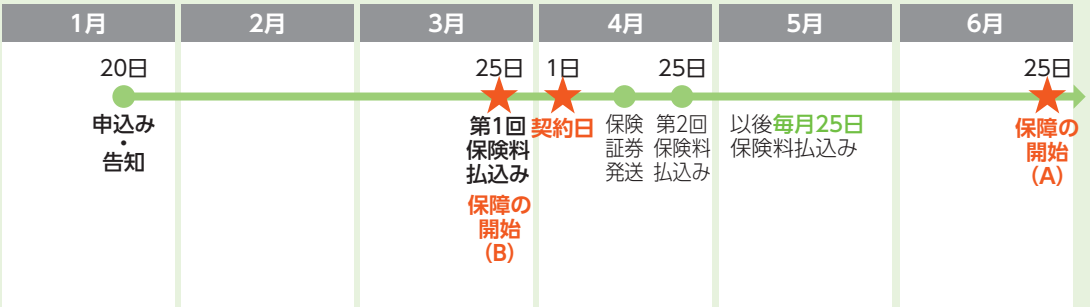 1月
2月
3月
4月
5月
6月
20日
25日
1日
25日
25日
申込み
・
告知
第1回
保険料
払込み
保障の
開始
(B)
契約日
保険
証券
発送
第2回
保険料
払込み
以後毎月25日
保険料払込み
保障の
開始
(A)